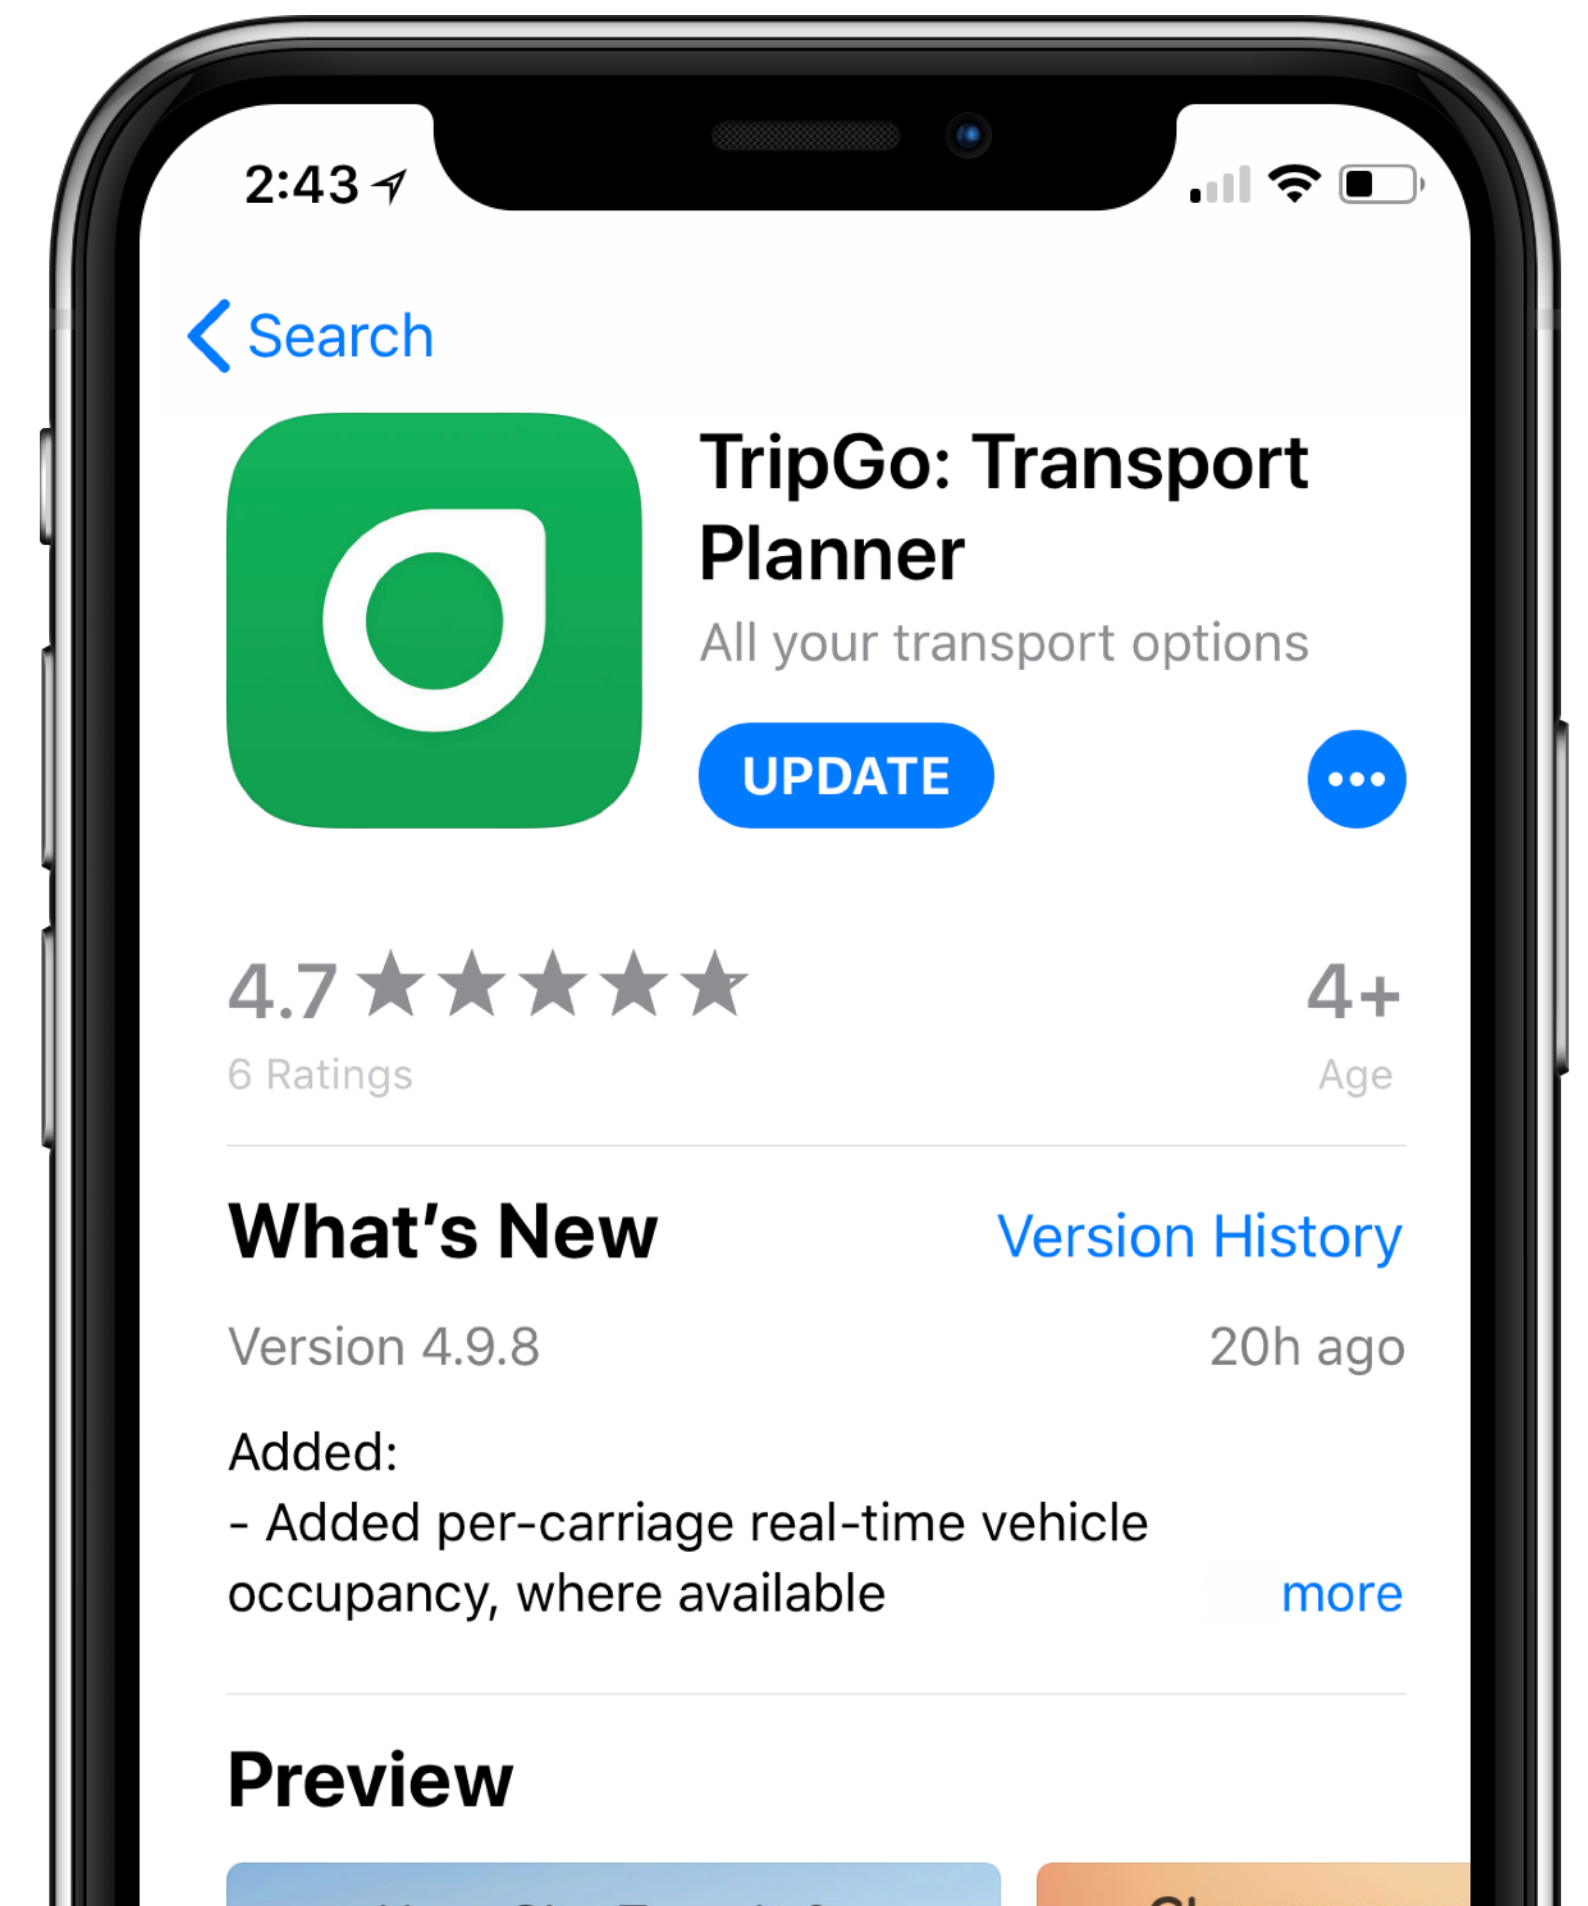 2:43
Search
TripGo: Transport
Planner
All your transport options
UPDATE
4.7
4+
6 Ratings
Age
What's New
Version History
Version 4.9.8
20h ago
Added:
- Added per-carriage real-time vehicle
occupancy, where available
more
Preview